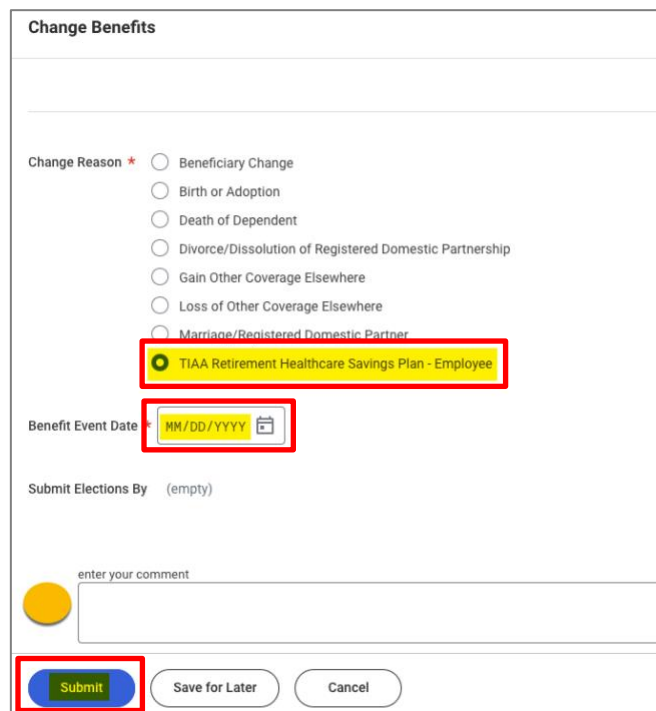 Change Benefits
Change Reason *
Beneficiary Change
Birth or Adoption
Death of Dependent
Divorce/Dissolution of Registered Domestic Partnership
Gain Other Coverage Elsewhere
Loss of Other Coverage Elsewhere
Marriage/Registered Domestic Partner
TIAA Retirement Healthcare Savings Plan - Employee
Benefit Event Date * MM/DD/YYYY
Submit Elections By (empty)
enter your comment
Submit Save for Later Cancel